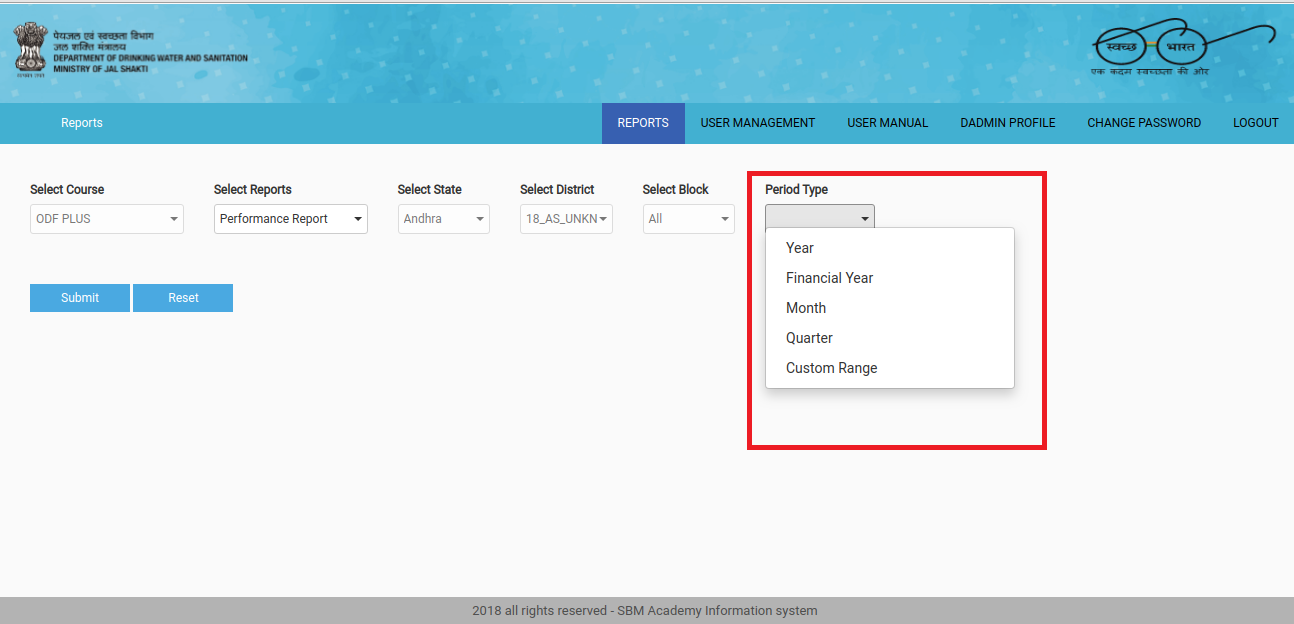 पेयजल एवं स्वच्छता विभाग
जल शक्ति मंत्रालय
DEPARTMENT OF DRINKING WATER AND SANITATION
MINISTRY OF JAL SHAKTI
स्वच्छ भारत
एक कदम स्वच्छता की ओर
Reports REPORTS USER MANAGEMENT USER MANUAL DADMIN PROFILE CHANGE PASSWORD LOGOUT
Select Course Select Reports Select State Select District Select Block Period Type
ODF PLUS Performance Report Andhra 18_AS_UNKN All
Year
Financial Year
Month
Quarter
Custom Range
Submit Reset
2018 all rights reserved - SBM Academy Information system